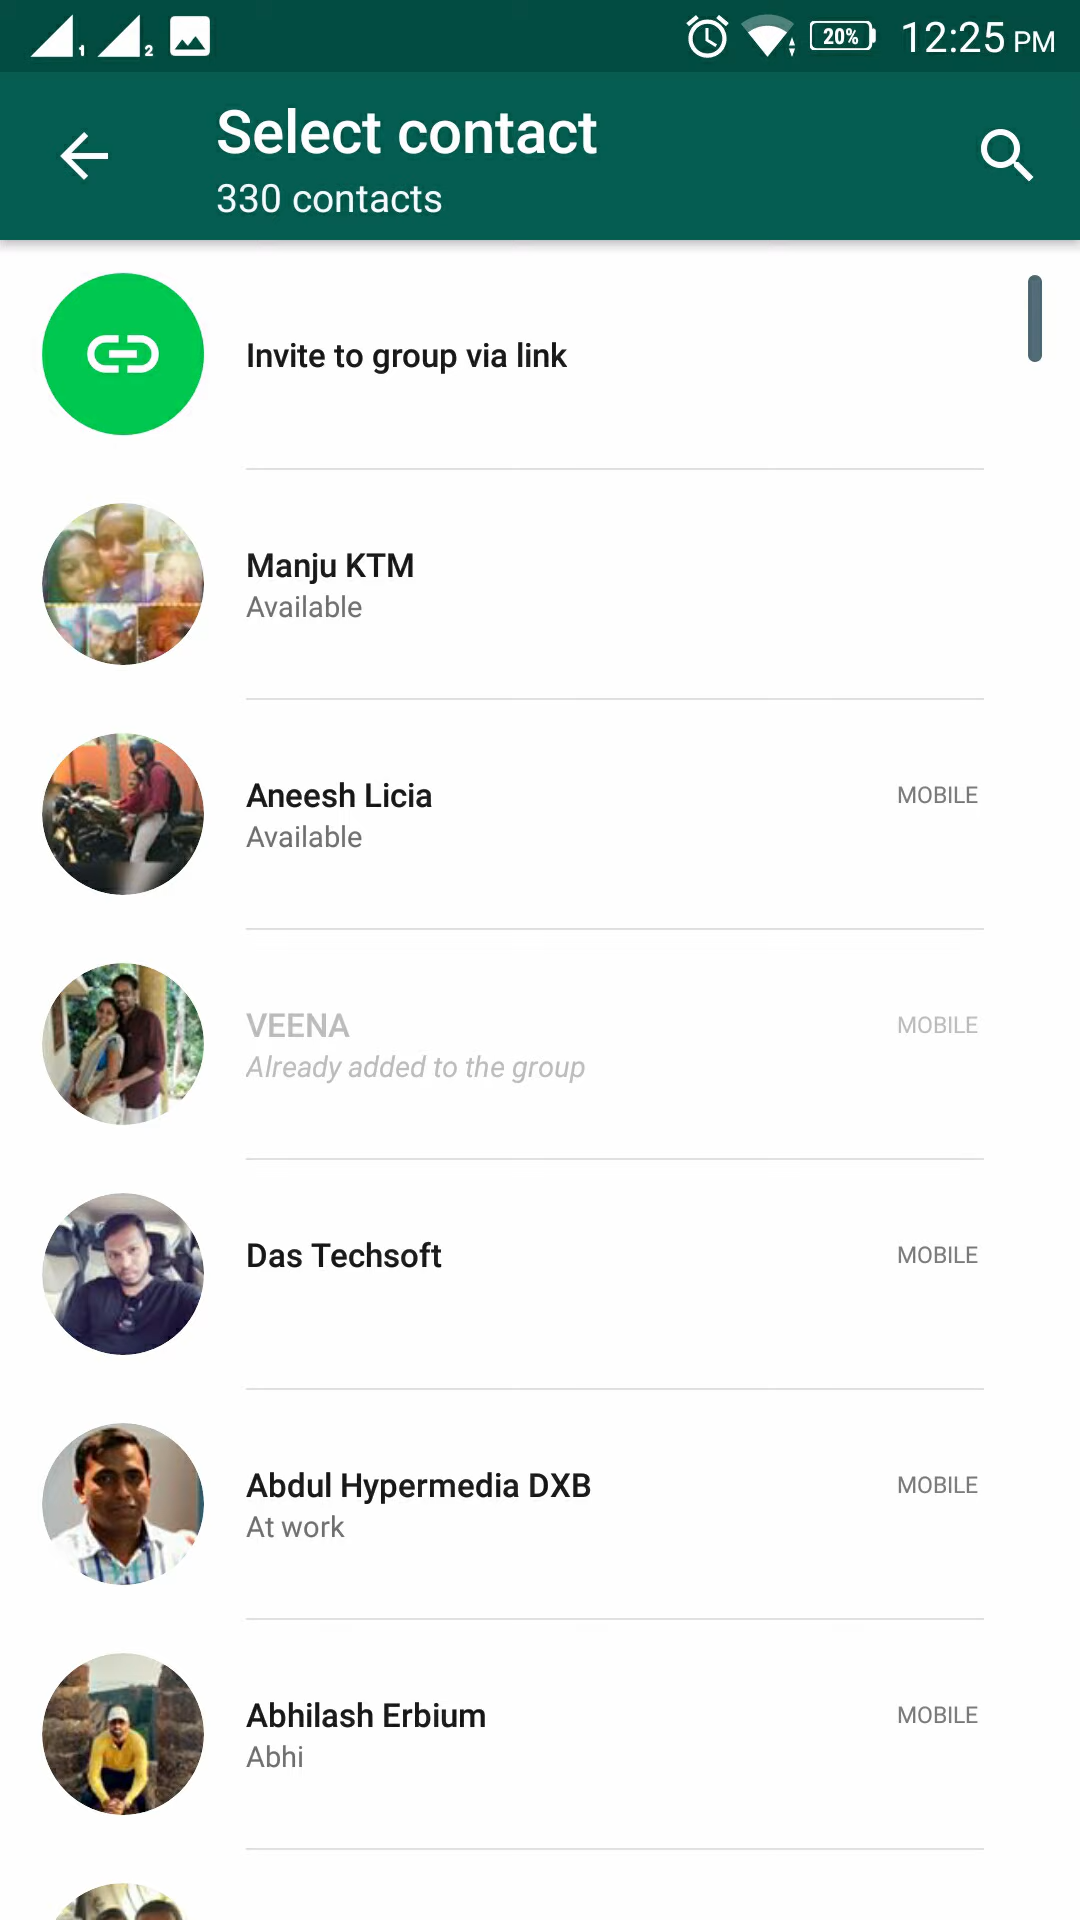 1 2 20% 12:25 PM
Select contact
330 contacts
Invite to group via link
Manju KTM
Available
Aneesh Licia MOBILE
Available
VEENA MOBILE
Already added to the group
Das Techsoft MOBILE
Abdul Hypermedia DXB MOBILE
At work
Abhilash Erbium MOBILE
Abhi